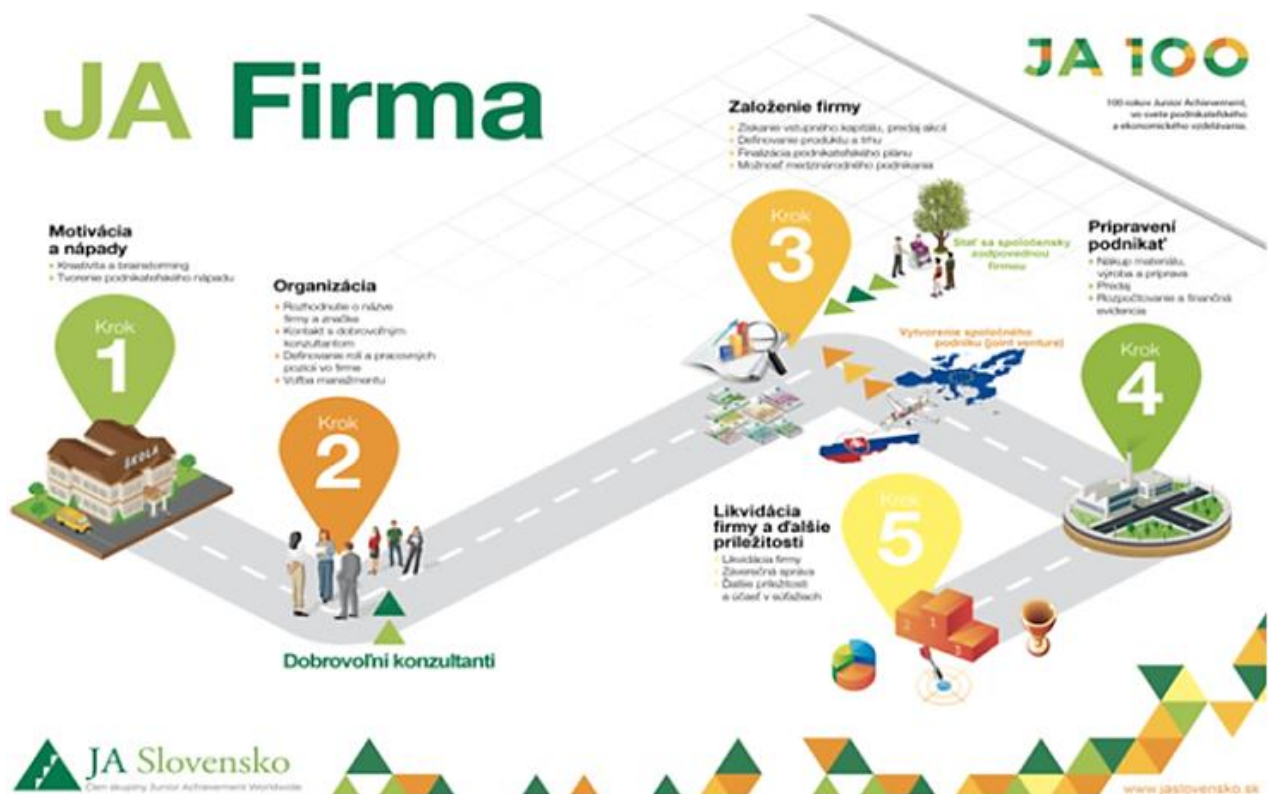 JA Firma
JA 100
100 rokov Junior Achievement,
vo svete podnikateľského
a ekonomického vzdelávania.
Motivácia
a nápady
Kreativita a brainstorming
Tvorenie podnikateľského nápadu
Krok
1
ŠKOLA
Organizácia
Rozhodnutie o názve
firmy a značke
Kontakt s dobrovoľným
konzultantom
Definovanie rolí a pracovných
pozícií vo firme
Voľba manažmentu
Krok
2
Dobrovoľní konzultanti
Založenie firmy
Získanie vstupného kapitálu, predaj akcií
Definovanie produktu a trhu
Finalizácia podnikateľského plánu
Možnosť medzinárodného podnikania
Krok
3
Stať sa spoločensky
zodpovednou
firmou
Vytvorenie spoločného
podniku (joint venture)
Pripravení
podnikať
Nákup materiálu,
výroba a príprava
Predaj
Rozpočtovanie a finančná
evidencia
Krok
4
Likvidácia
firmy a ďalšie
príležitosti
Likvidácia firmy
Záverečná správa
Ďalšie príležitosti
a účasť v súťažiach
Krok
5
2
1
3
JA Slovensko
Člen skupiny Junior Achievement Worldwide
www.jaslovensko.sk